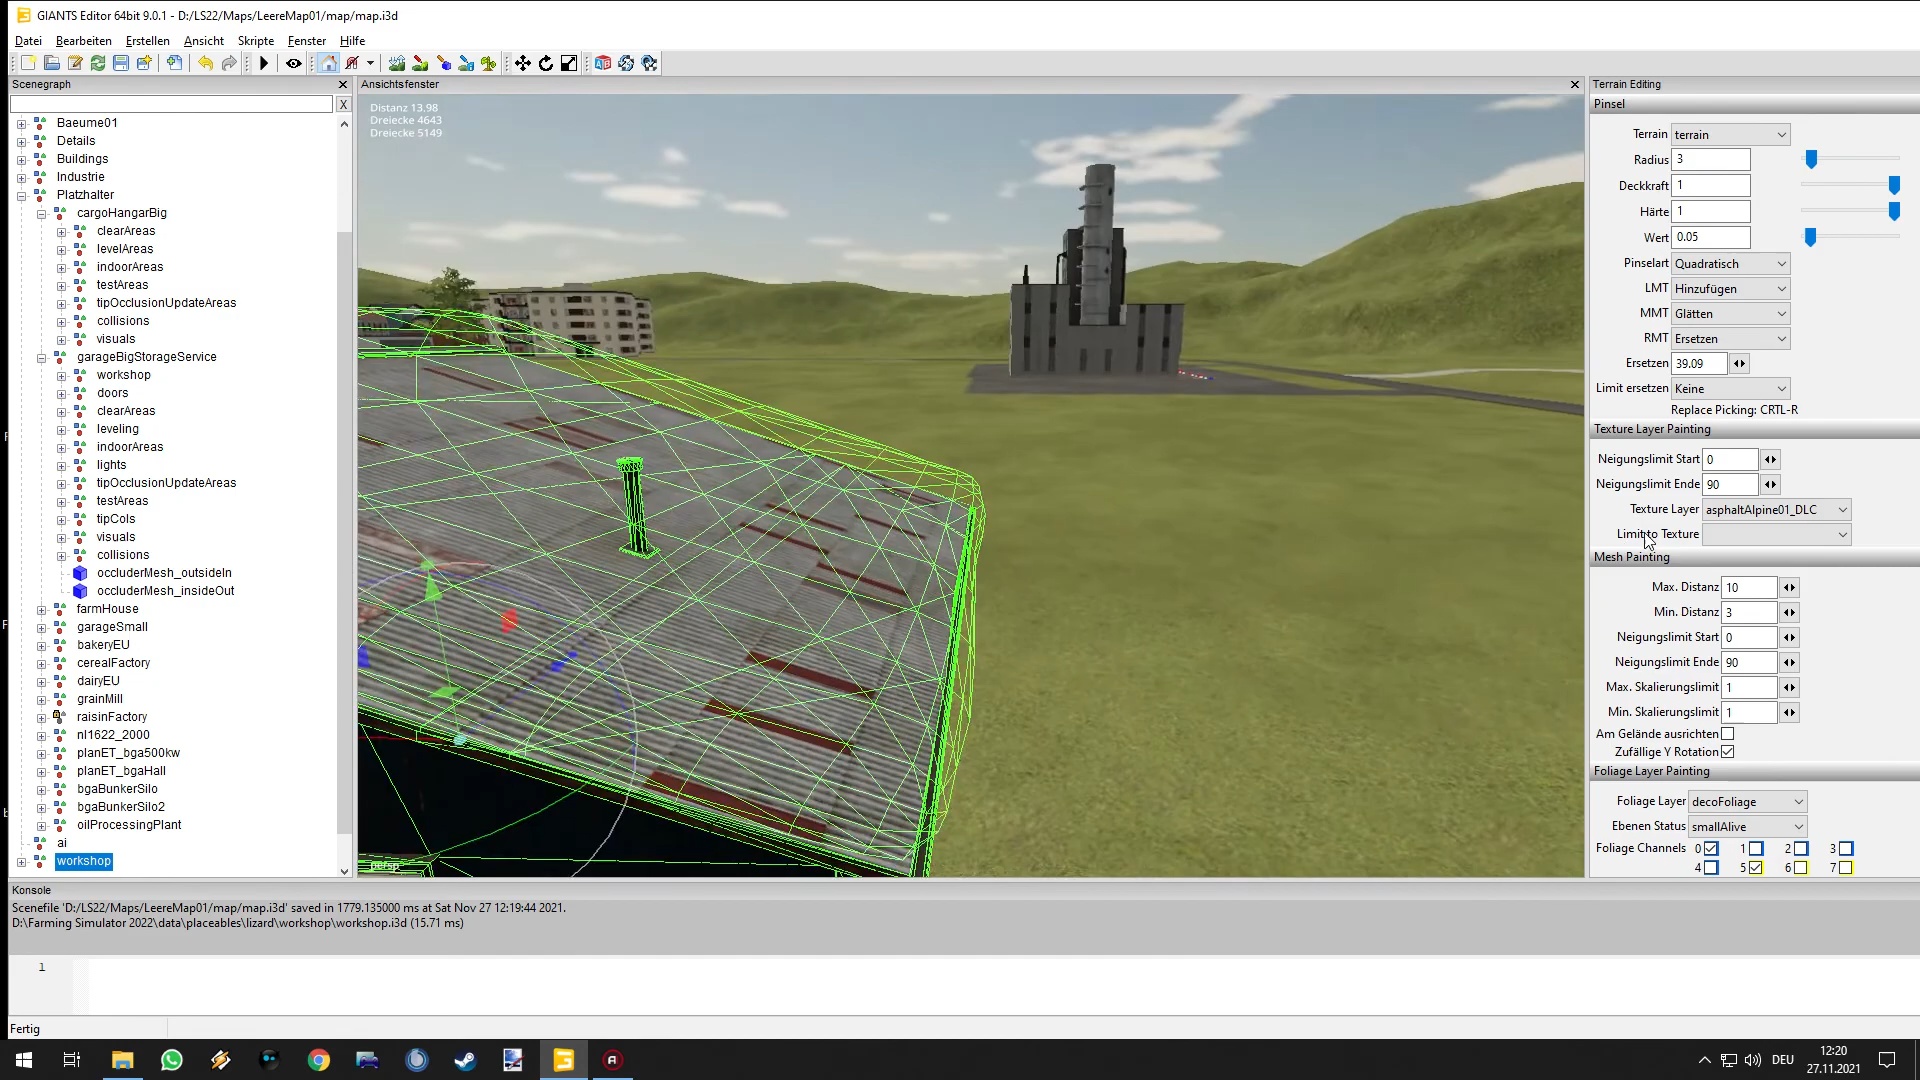 GIANTS Editor 64bit 9.0.1 - D:/LS22/Maps/LeereMap01/map/map.i3d
Datei Bearbeiten Erstellen Ansicht Skripte Fenster Hilfe
Scenegraph
X
Baeume01
Details
Buildings
Industrie
Platzhalter
cargoHangarBig
clearAreas
levelAreas
indoorAreas
testAreas
tipOcclusionUpdateAreas
collisions
visuals
garageBigStorageService
workshop
doors
clearAreas
leveling
indoorAreas
lights
tipOcclusionUpdateAreas
testAreas
tipCols
visuals
collisions
occluderMesh_outsideIn
occluderMesh_insideOut
farmHouse
garageSmall
bakeryEU
cerealFactory
dairyEU
grainMill
raisinFactory
nl1622_2000
planET_bga500kw
planET_bgaHall
bgaBunkerSilo
bgaBunkerSilo2
oilProcessingPlant
ai
workshop
Ansichtsfenster
Distanz 13.98
Dreiecke 4643
Dreiecke 5149
persp
Terrain Editing
Pinsel
Terrain terrain
Radius 3
Deckkraft 1
Härte 1
Wert 0.05
Pinselart Quadratisch
LMT Hinzufügen
MMT Glätten
RMT Ersetzen
Ersetzen 39.09
Limit ersetzen Keine
Replace Picking: CRTL-R
Texture Layer Painting
Neigungslimit Start 0
Neigungslimit Ende 90
Texture Layer asphaltAlpine01_DLC
Limit to Texture
Mesh Painting
Max. Distanz 10
Min. Distanz 3
Neigungslimit Start 0
Neigungslimit Ende 90
Max. Skalierungslimit 1
Min. Skalierungslimit 1
Am Gelände ausrichten
Zufällige Y Rotation
Foliage Layer Painting
Foliage Layer decoFoliage
Ebenen Status smallAlive
Foliage Channels 0 1 2 3
4 5 6 7
Konsole
Scenefile 'D:/LS22/Maps/LeereMap01/map/map.i3d' saved in 1779.135000 ms at Sat Nov 27 12:19:44 2021.
D:\Farming Simulator 2022\data\placeables\lizard\workshop\workshop.i3d (15.71 ms)
1
Fertig
DEU
12:20
27.11.2021